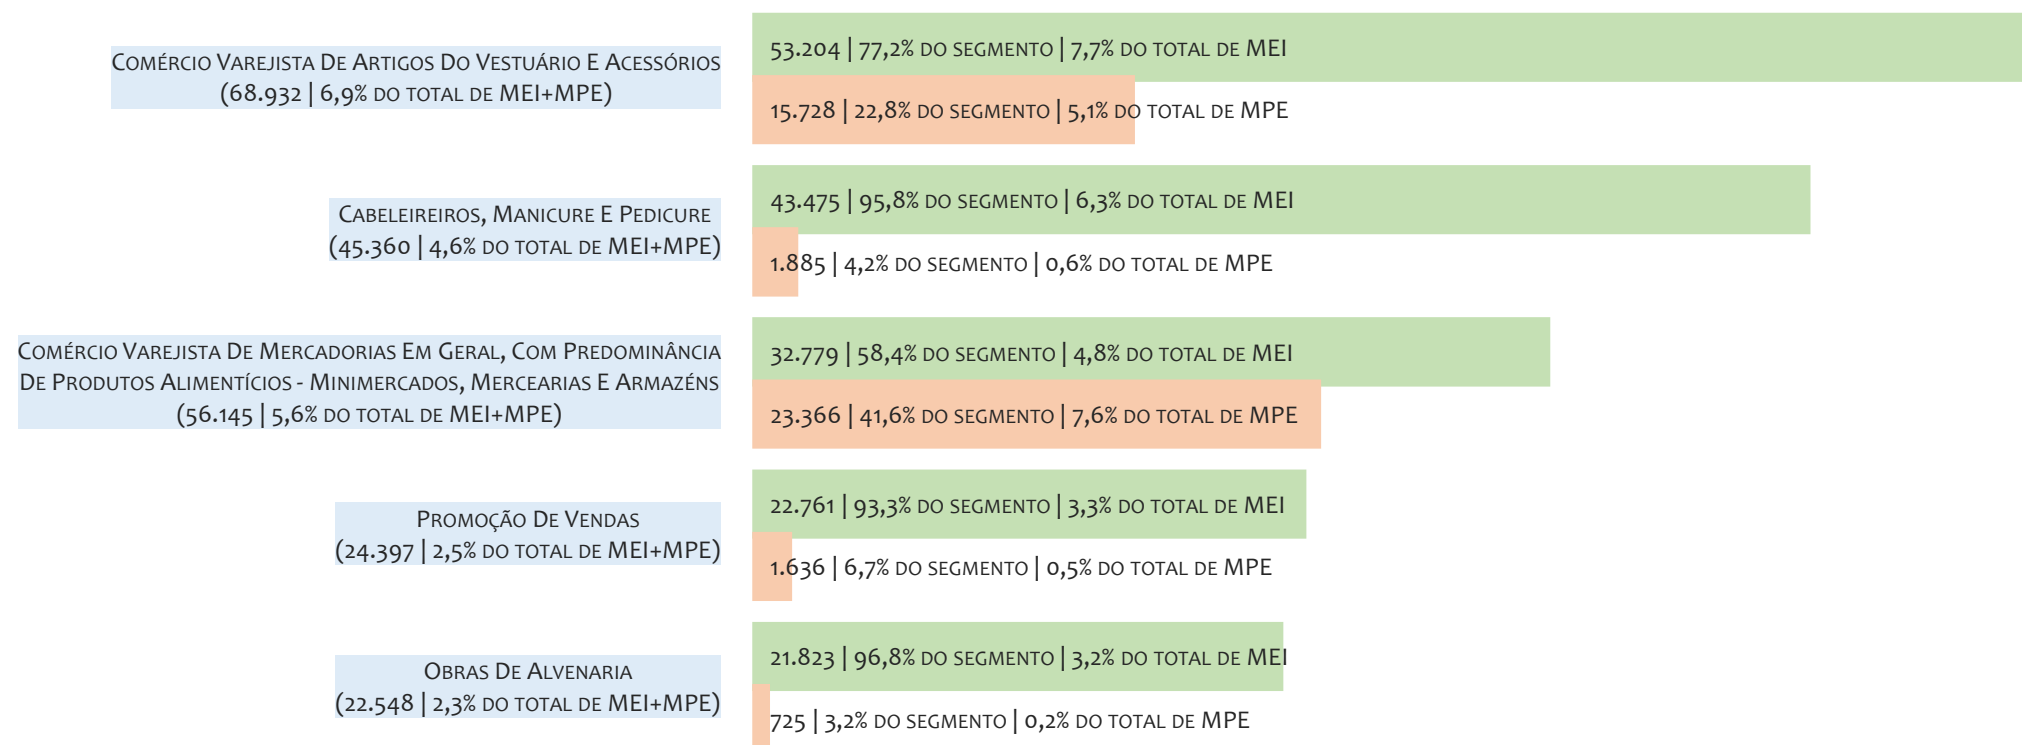 Comércio Varejista De Artigos Do Vestuário E Acessórios
(68.932 | 6,9% do total de MEI+MPE)
53.204 | 77,2% do segmento | 7,7% do total de MEI
15.728 | 22,8% do segmento | 5,1% do total de MPE
Cabeleireiros, Manicure E Pedicure
(45.360 | 4,6% do total de MEI+MPE)
43.475 | 95,8% do segmento | 6,3% do total de MEI
1.885 | 4,2% do segmento | 0,6% do total de MPE
Comércio Varejista De Mercadorias Em Geral, Com Predominância
De Produtos Alimentícios - Minimercados, Mercearias E Armazéns
(56.145 | 5,6% do total de MEI+MPE)
32.779 | 58,4% do segmento | 4,8% do total de MEI
23.366 | 41,6% do segmento | 7,6% do total de MPE
Promoção De Vendas
(24.397 | 2,5% do total de MEI+MPE)
22.761 | 93,3% do segmento | 3,3% do total de MEI
1.636 | 6,7% do segmento | 0,5% do total de MPE
Obras De Alvenaria
(22.548 | 2,3% do total de MEI+MPE)
21.823 | 96,8% do segmento | 3,2% do total de MEI
725 | 3,2% do segmento | 0,2% do total de MPE